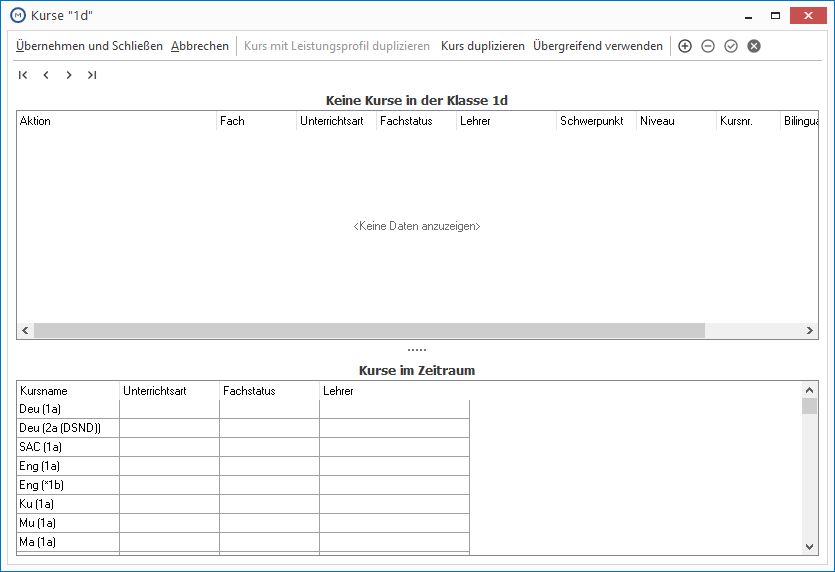 Kurse "1d"
Übernehmen und Schließen Abbrechen Kurs mit Leistungsprofil duplizieren Kurs duplizieren Übergreifend verwenden
Keine Kurse in der Klasse 1d
Aktion Fach Unterrichtsart Fachstatus Lehrer Schwerpunkt Niveau Kursnr. Bilingua
<Keine Daten anzuzeigen>
Kurse im Zeitraum
Kursname Unterrichtsart Fachstatus Lehrer
Deu (1a)
Deu (2a (DSND))
SAC (1a)
Eng (1a)
Eng (*1b)
Ku (1a)
Mu (1a)
Ma (1a)